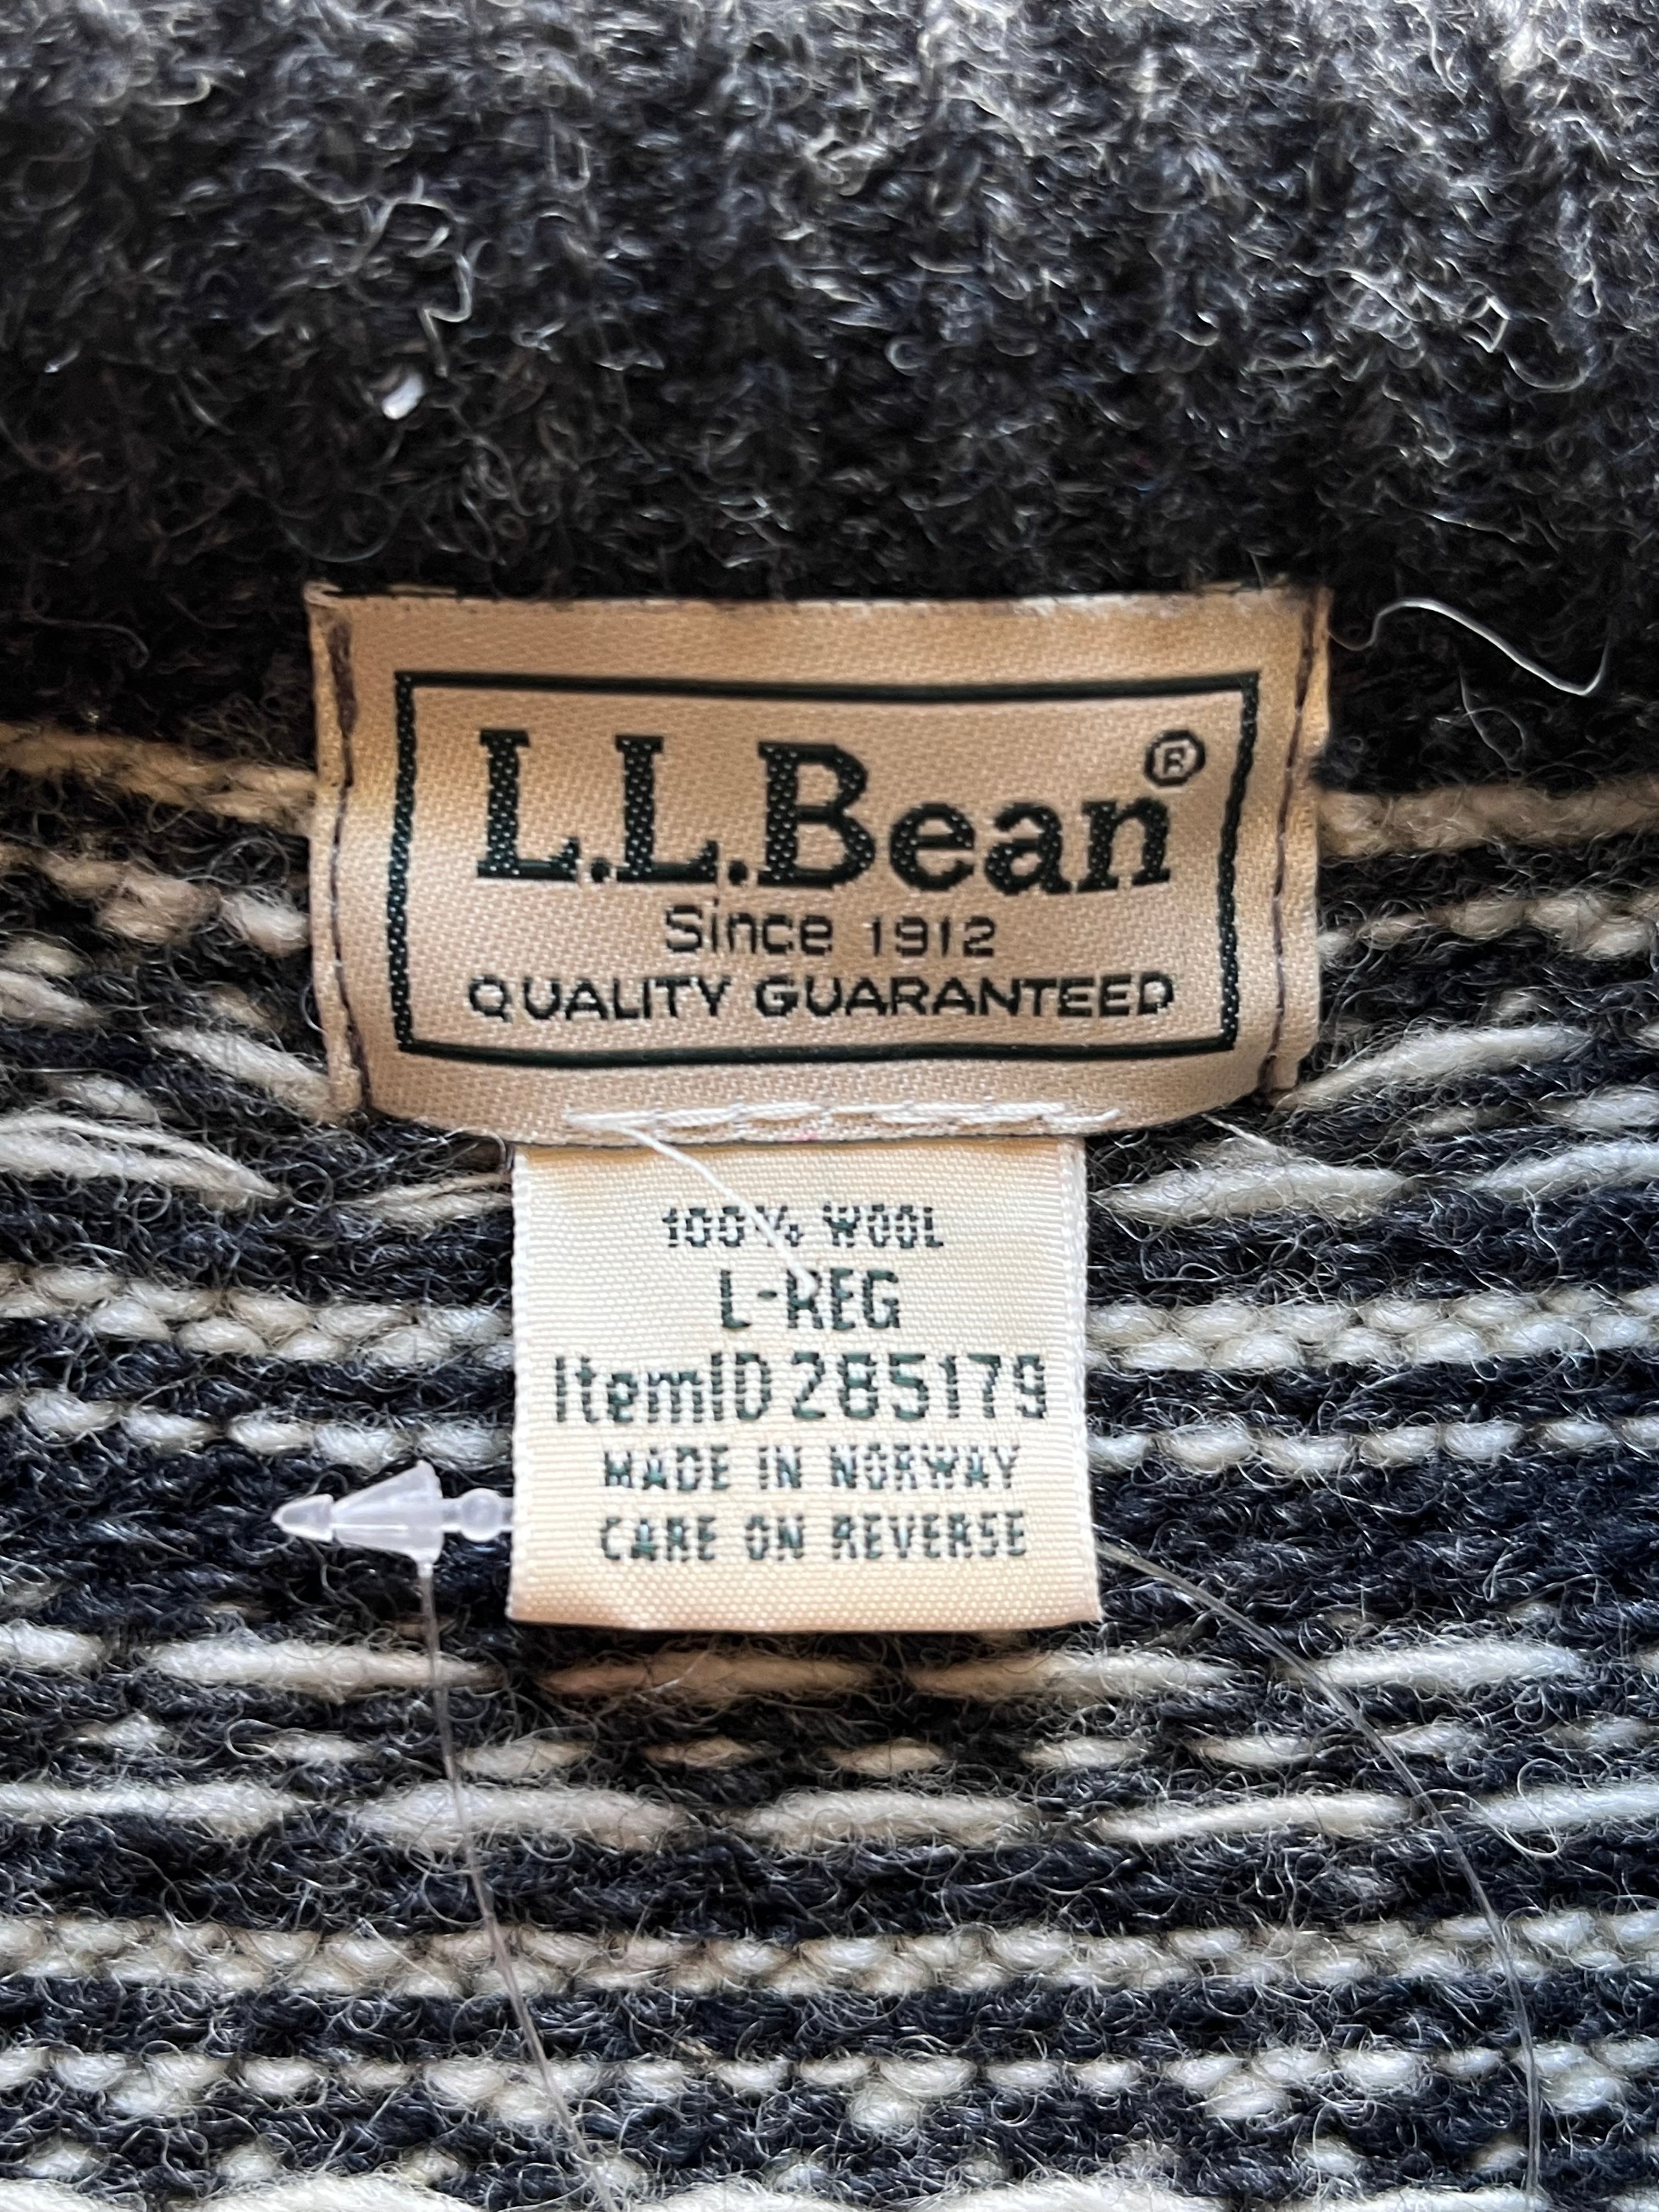 L.L.Bean®
Since 1912
QUALITY GUARANTEED
100% WOOL
L-REG
ItemID 285179
MADE IN NORWAY
CARE ON REVERSE